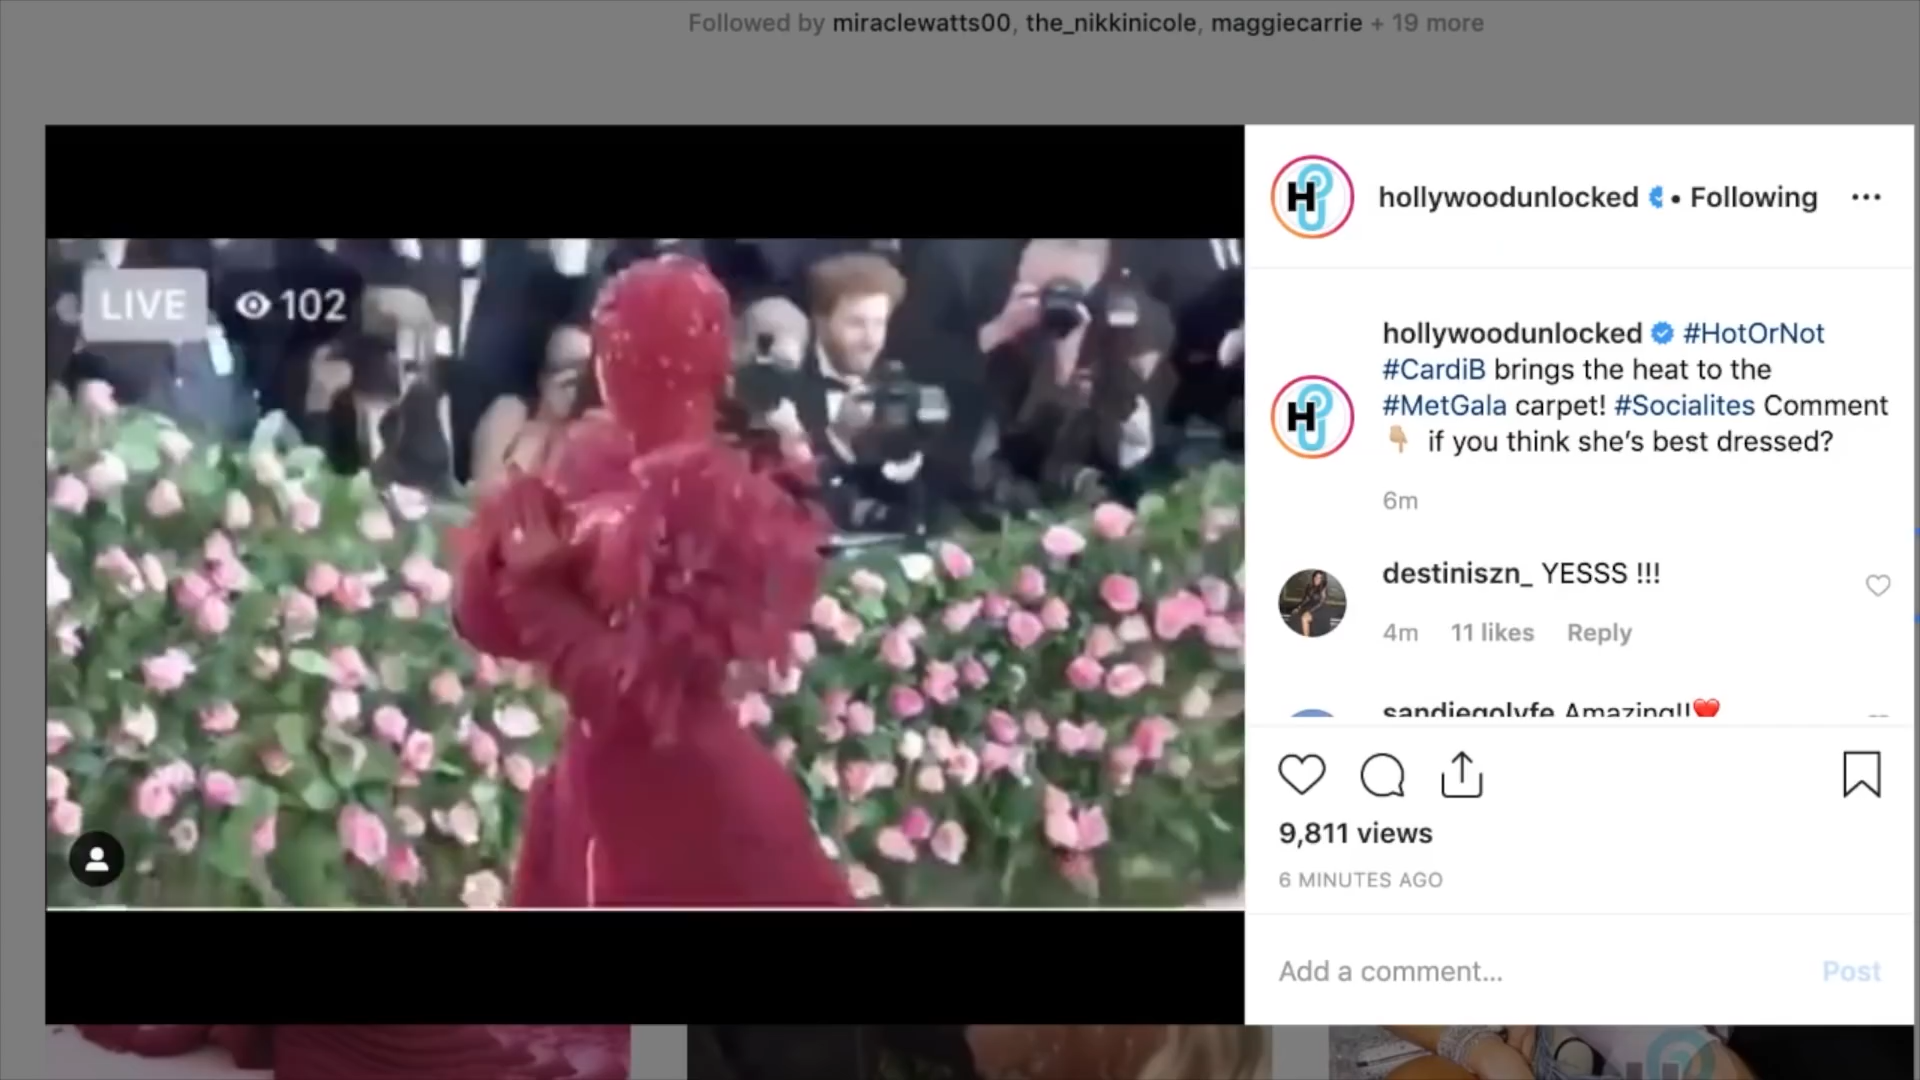 Followed by miraclewatts00, the_nikkinicole, maggiecarrie + 19 more
LIVE 102
hollywoodunlocked • Following
hollywoodunlocked #HotOrNot
#CardiB brings the heat to the
#MetGala carpet! #Socialites Comment
👇🏼 if you think she’s best dressed?
6m
destiniszn_ YESSS !!!
4m 11 likes Reply
sandiegolyfe Amazing!!❤️
9,811 views
6 MINUTES AGO
Add a comment...
Post